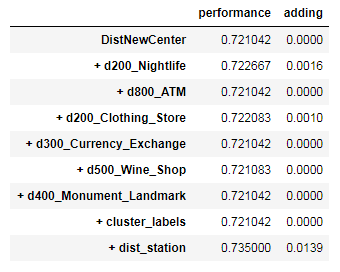 performance adding
DistNewCenter 0.721042 0.0000
+ d200_Nightlife 0.722667 0.0016
+ d800_ATM 0.721042 0.0000
+ d200_Clothing_Store 0.722083 0.0010
+ d300_Currency_Exchange 0.721042 0.0000
+ d500_Wine_Shop 0.721083 0.0000
+ d400_Monument_Landmark 0.721042 0.0000
+ cluster_labels 0.721042 0.0000
+ dist_station 0.735000 0.0139